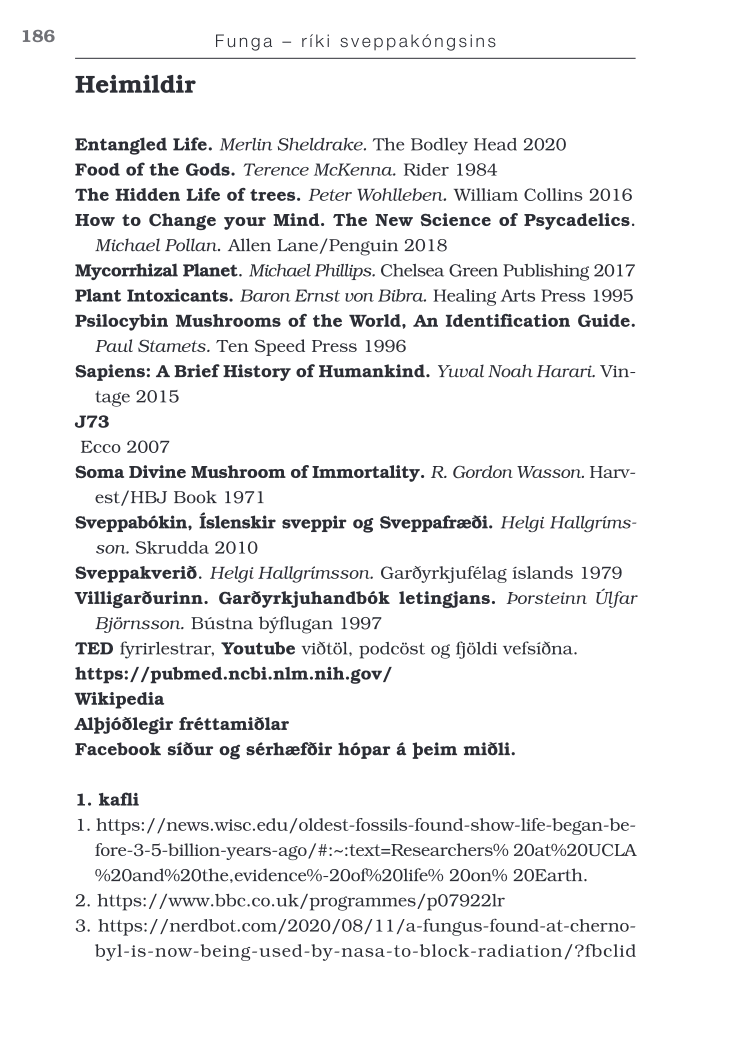 186
Funga – ríki sveppakóngsins
Heimildir
Entangled Life. Merlin Sheldrake. The Bodley Head 2020
Food of the Gods. Terence McKenna. Rider 1984
The Hidden Life of trees. Peter Wohlleben. William Collins 2016
How to Change your Mind. The New Science of Psycadelics.
Michael Pollan. Allen Lane/Penguin 2018
Mycorrhizal Planet. Michael Phillips. Chelsea Green Publishing 2017
Plant Intoxicants. Baron Ernst von Bibra. Healing Arts Press 1995
Psilocybin Mushrooms of the World, An Identification Guide.
Paul Stamets. Ten Speed Press 1996
Sapiens: A Brief History of Humankind. Yuval Noah Harari. Vin-
tage 2015
J73
Ecco 2007
Soma Divine Mushroom of Immortality. R. Gordon Wasson. Harv-
est/HBJ Book 1971
Sveppabókin, Íslenskir sveppir og Sveppafræði. Helgi Hallgríms-
son. Skrudda 2010
Sveppakverið. Helgi Hallgrímsson. Garðyrkjufélag íslands 1979
Villigarðurinn. Garðyrkjuhandbók letingjans. Þorsteinn Úlfar
Björnsson. Bústna býflugan 1997
TED fyrirlestrar, Youtube viðtöl, podcöst og fjöldi vefsíðna.
https://pubmed.ncbi.nlm.nih.gov/
Wikipedia
Alþjóðlegir fréttamiðlar
Facebook síður og sérhæfðir hópar á þeim miðli.
1. kafli
1. https://news.wisc.edu/oldest-fossils-found-show-life-began-be-
fore-3-5-billion-years-ago/#:~:text=Researchers% 20at%20UCLA
%20and%20the,evidence%-20of%20life% 20on% 20Earth.
2. https://www.bbc.co.uk/programmes/p07922lr
3. https://nerdbot.com/2020/08/11/a-fungus-found-at-cherno-
byl-is-now-being-used-by-nasa-to-block-radiation/?fbclid